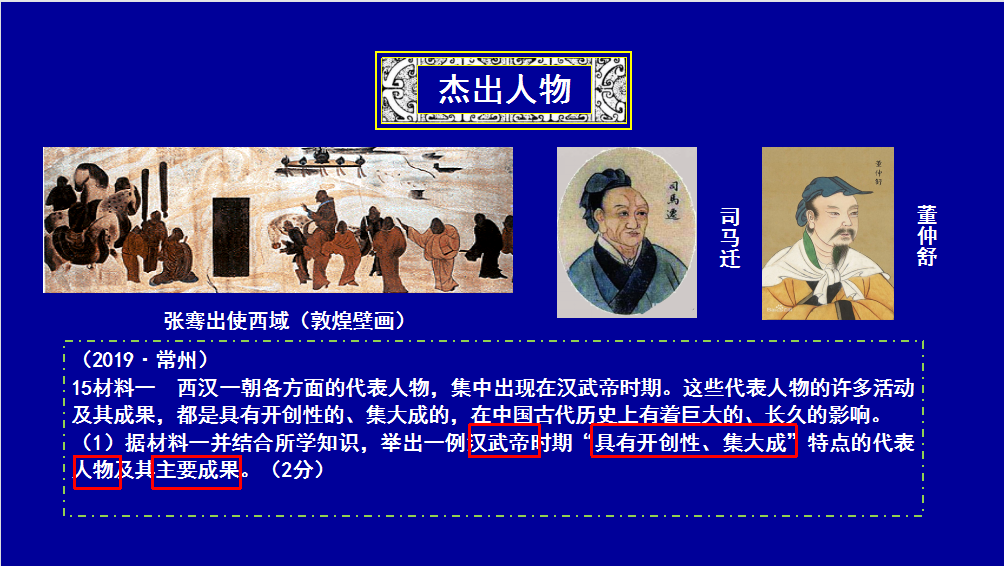 杰出人物
司马迁
董仲舒
司马迁
董仲舒
张骞出使西域（敦煌壁画）
（2019·常州）
15材料一　西汉一朝各方面的代表人物，集中出现在汉武帝时期。这些代表人物的许多活动
及其成果，都是具有开创性的、集大成的，在中国古代历史上有着巨大的、长久的影响。
（1）据材料一并结合所学知识，举出一例汉武帝时期“具有开创性、集大成”特点的代表
人物及其主要成果。（2分）